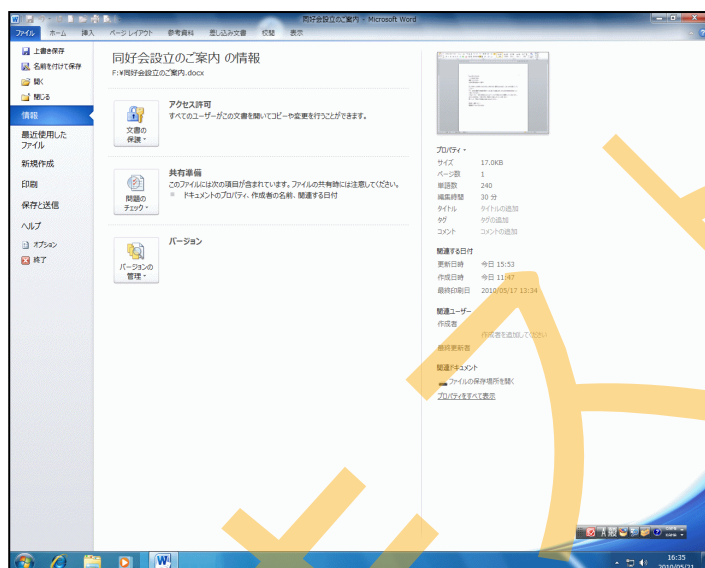 同好会設立のご案内 - Microsoft Word
ファイル ホーム 挿入 ページ レイアウト 参考資料 差し込み文書 校閲 表示
上書き保存
名前を付けて保存
開く
閉じる
情報
最近使用した
ファイル
新規作成
印刷
保存と送信
ヘルプ
オプション
終了
同好会設立のご案内 の情報
F:¥同好会設立のご案内.docx
文書の
保護
アクセス許可
すべてのユーザーがこの文書を開いてコピーや変更を行うことができます。
問題の
チェック
共有準備
このファイルには次の項目が含まれています。ファイルの共有時には注意してください。
ドキュメントのプロパティ、作成者の名前、関連する日付
バージョンの
管理
バージョン
プロパティ
サイズ 17.0KB
ページ数 1
単語数 240
編集時間 30 分
タイトル タイトルの追加
タグ タグの追加
コメント コメントの追加
関連する日付
更新日時 今日 15:53
作成日時 今日 11:47
最終印刷日 2010/05/17 13:34
関連ユーザー
作成者
作成者を追加してください
最終更新者
関連ドキュメント
ファイルの保存場所を開く
プロパティをすべて表示
16:35
2010/05/21